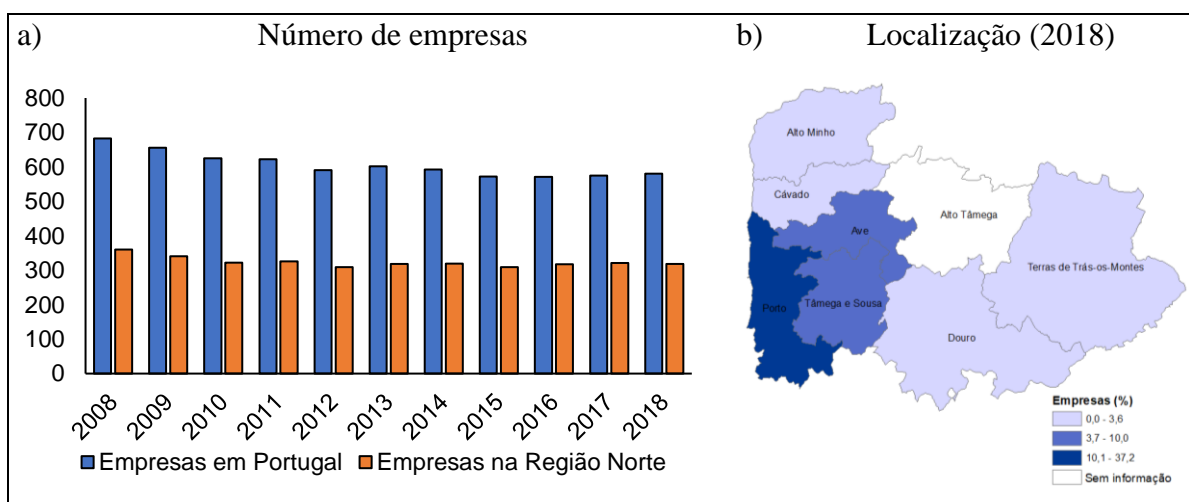 a) Número de empresas
800
700
600
500
400
300
200
100
0
2008
2009
2010
2011
2012
2013
2014
2015
2016
2017
2018
Empresas em Portugal Empresas na Região Norte
b) Localização (2018)
Alto Minho
Cávado
Alto Tâmega
Ave
Terras de Trás-os-Montes
Porto
Tâmega e Sousa
Douro
Empresas (%)
0,0 - 3,6
3,7 - 10,0
10,1 - 37,2
Sem informação